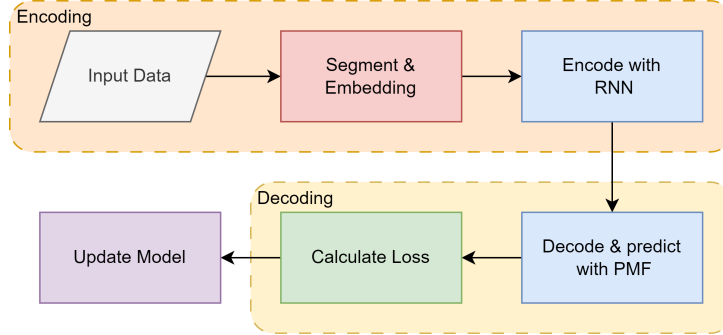 Encoding
Input Data
Segment &
Embedding
Encode with
RNN
Decoding
Update Model
Calculate Loss
Decode & predict
with PMF